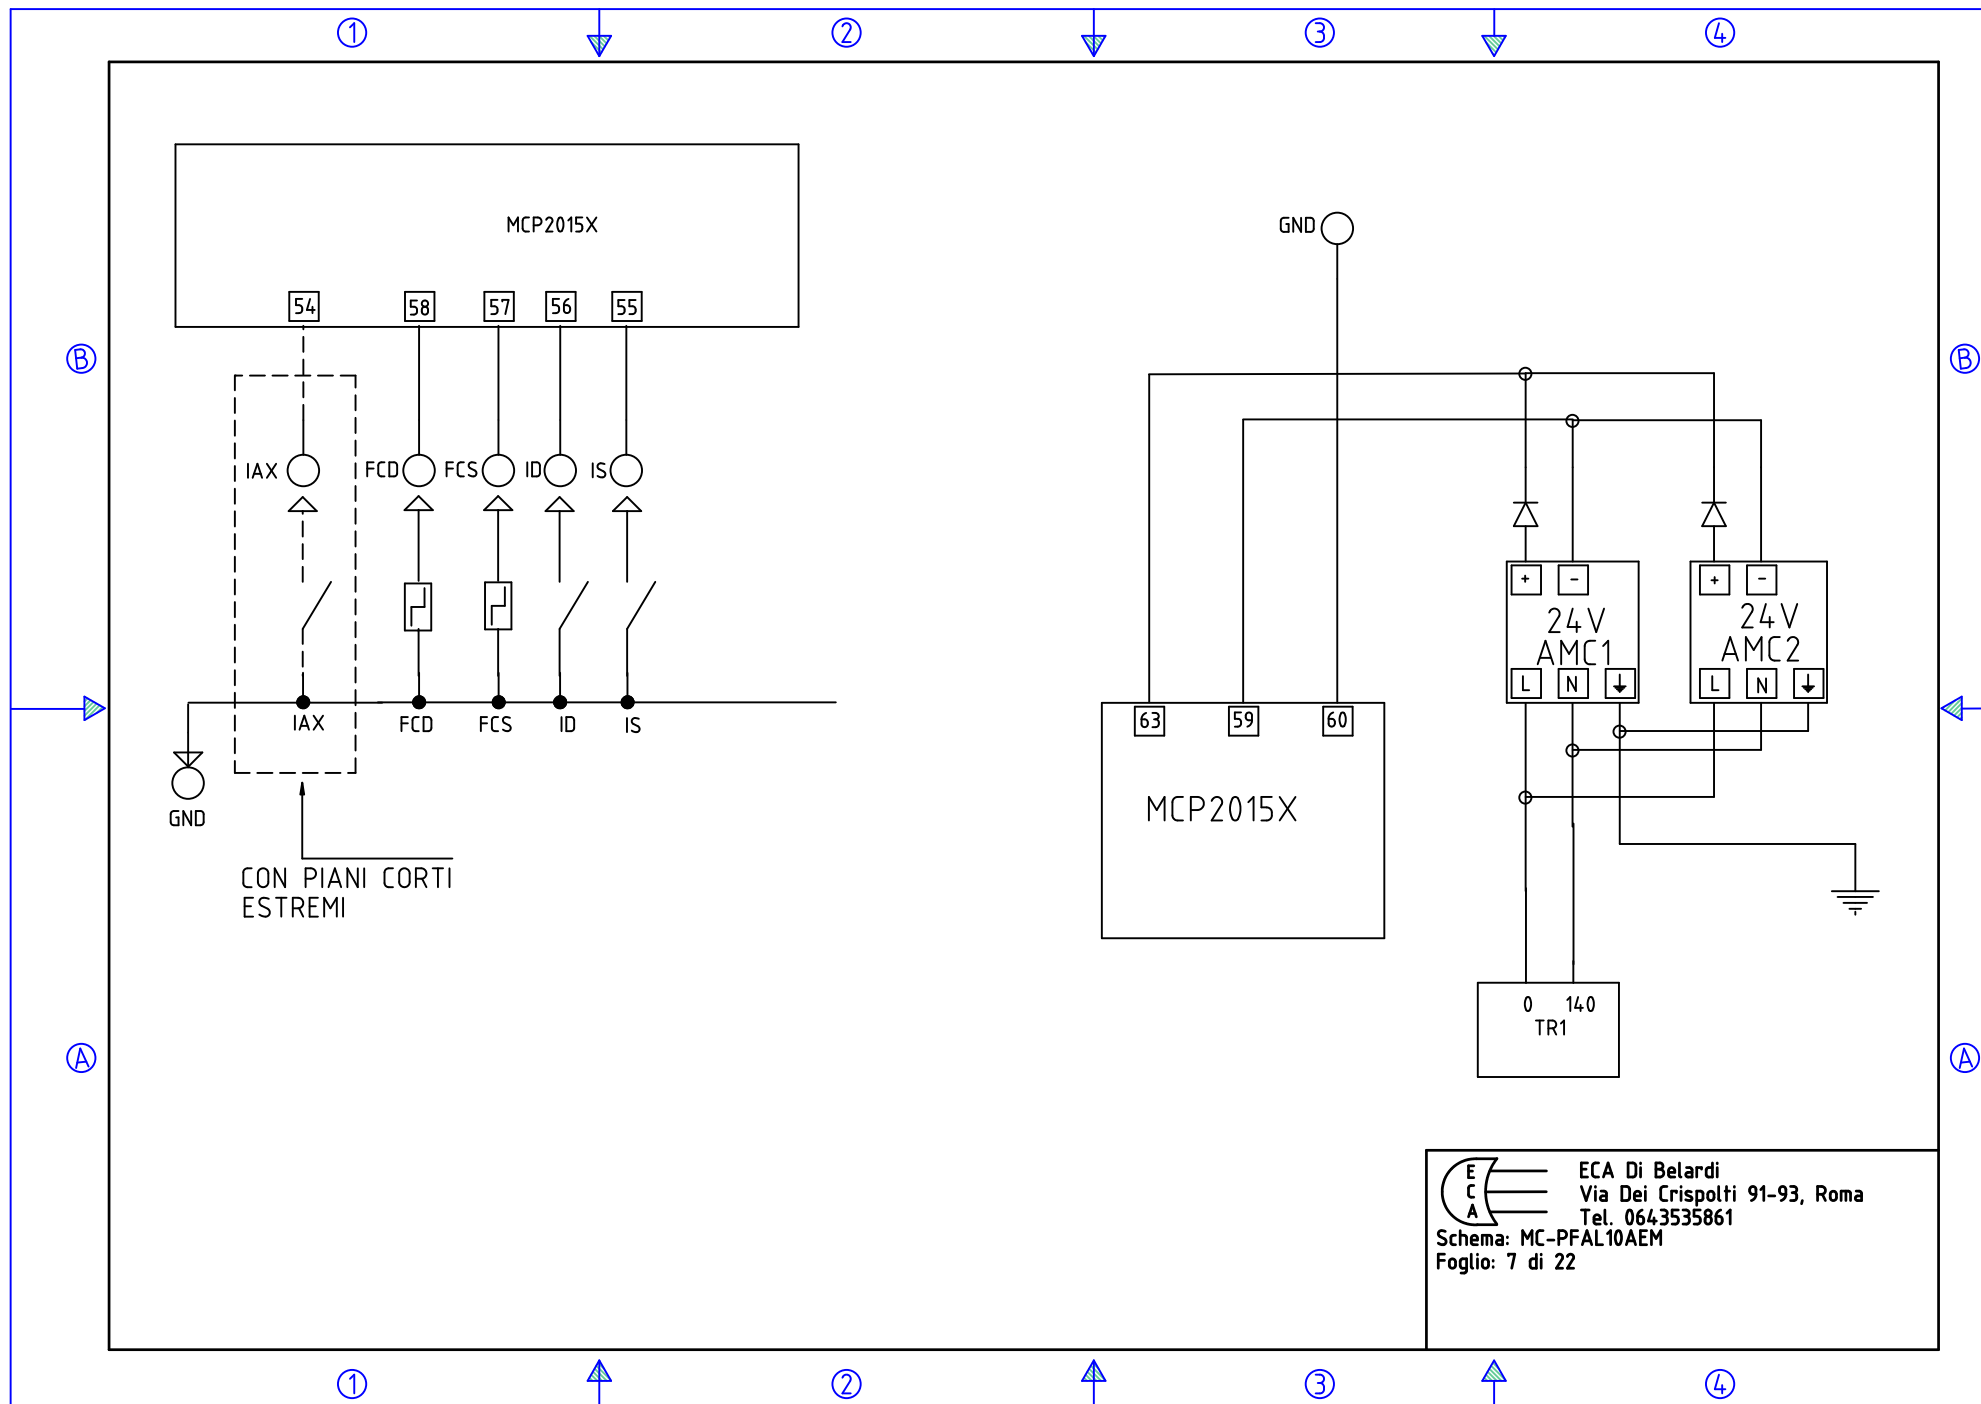 1 2 3 4
MCP2015X
54 58 57 56 55
GND
B B
IAX FCD FCS ID IS
+ - + -
24V 24V
AMC1 AMC2
L N L N
IAX FCD FCS ID IS
63 59 60
GND
MCP2015X
CON PIANI CORTI
ESTREMI
0 140
TR1
A A
E
C
A
ECA Di Belardi
Via Dei Crispolti 91-93, Roma
Tel. 0643535861
Schema: MC-PFAL10AEM
Foglio: 7 di 22
1 2 3 4